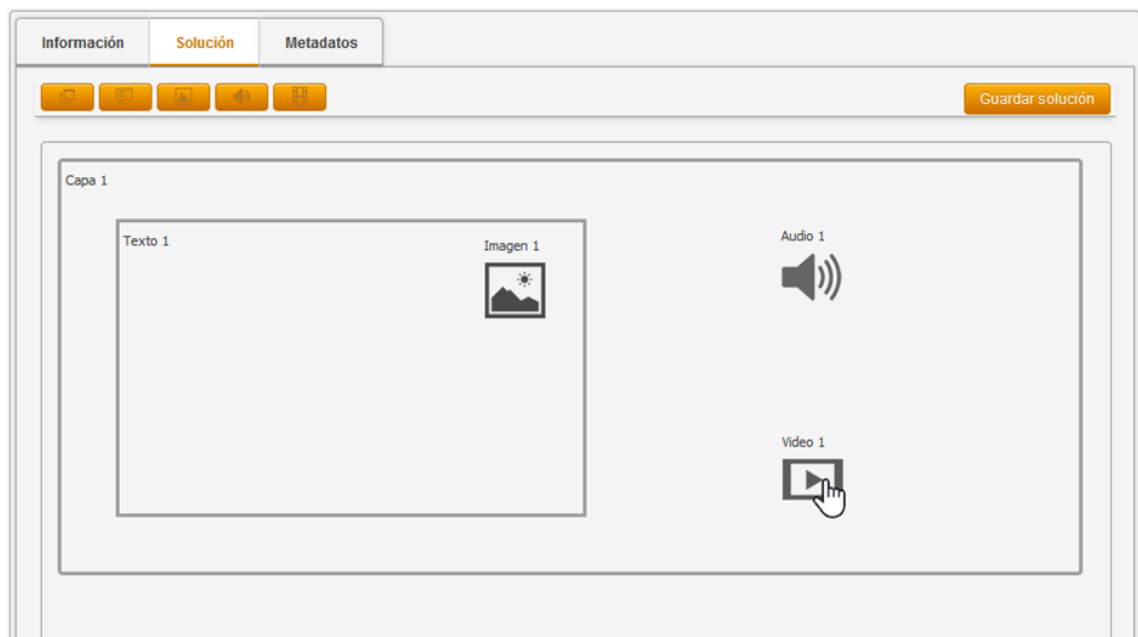 Información
Solución
Metadatos
Guardar solución
Capa 1
Texto 1
Imagen 1
Audio 1
Video 1